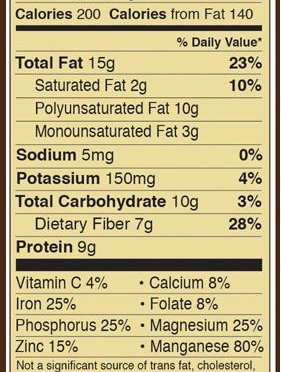 Calories 200 Calories from Fat 140
% Daily Value*
Total Fat 15g 23%
Saturated Fat 2g 10%
Polyunsaturated Fat 10g
Monounsaturated Fat 3g
Sodium 5mg 0%
Potassium 150mg 4%
Total Carbohydrate 10g 3%
Dietary Fiber 7g 28%
Protein 9g
Vitamin C 4% • Calcium 8%
Iron 25% • Folate 8%
Phosphorus 25% • Magnesium 25%
Zinc 15% • Manganese 80%
Not a significant source of trans fat, cholesterol,